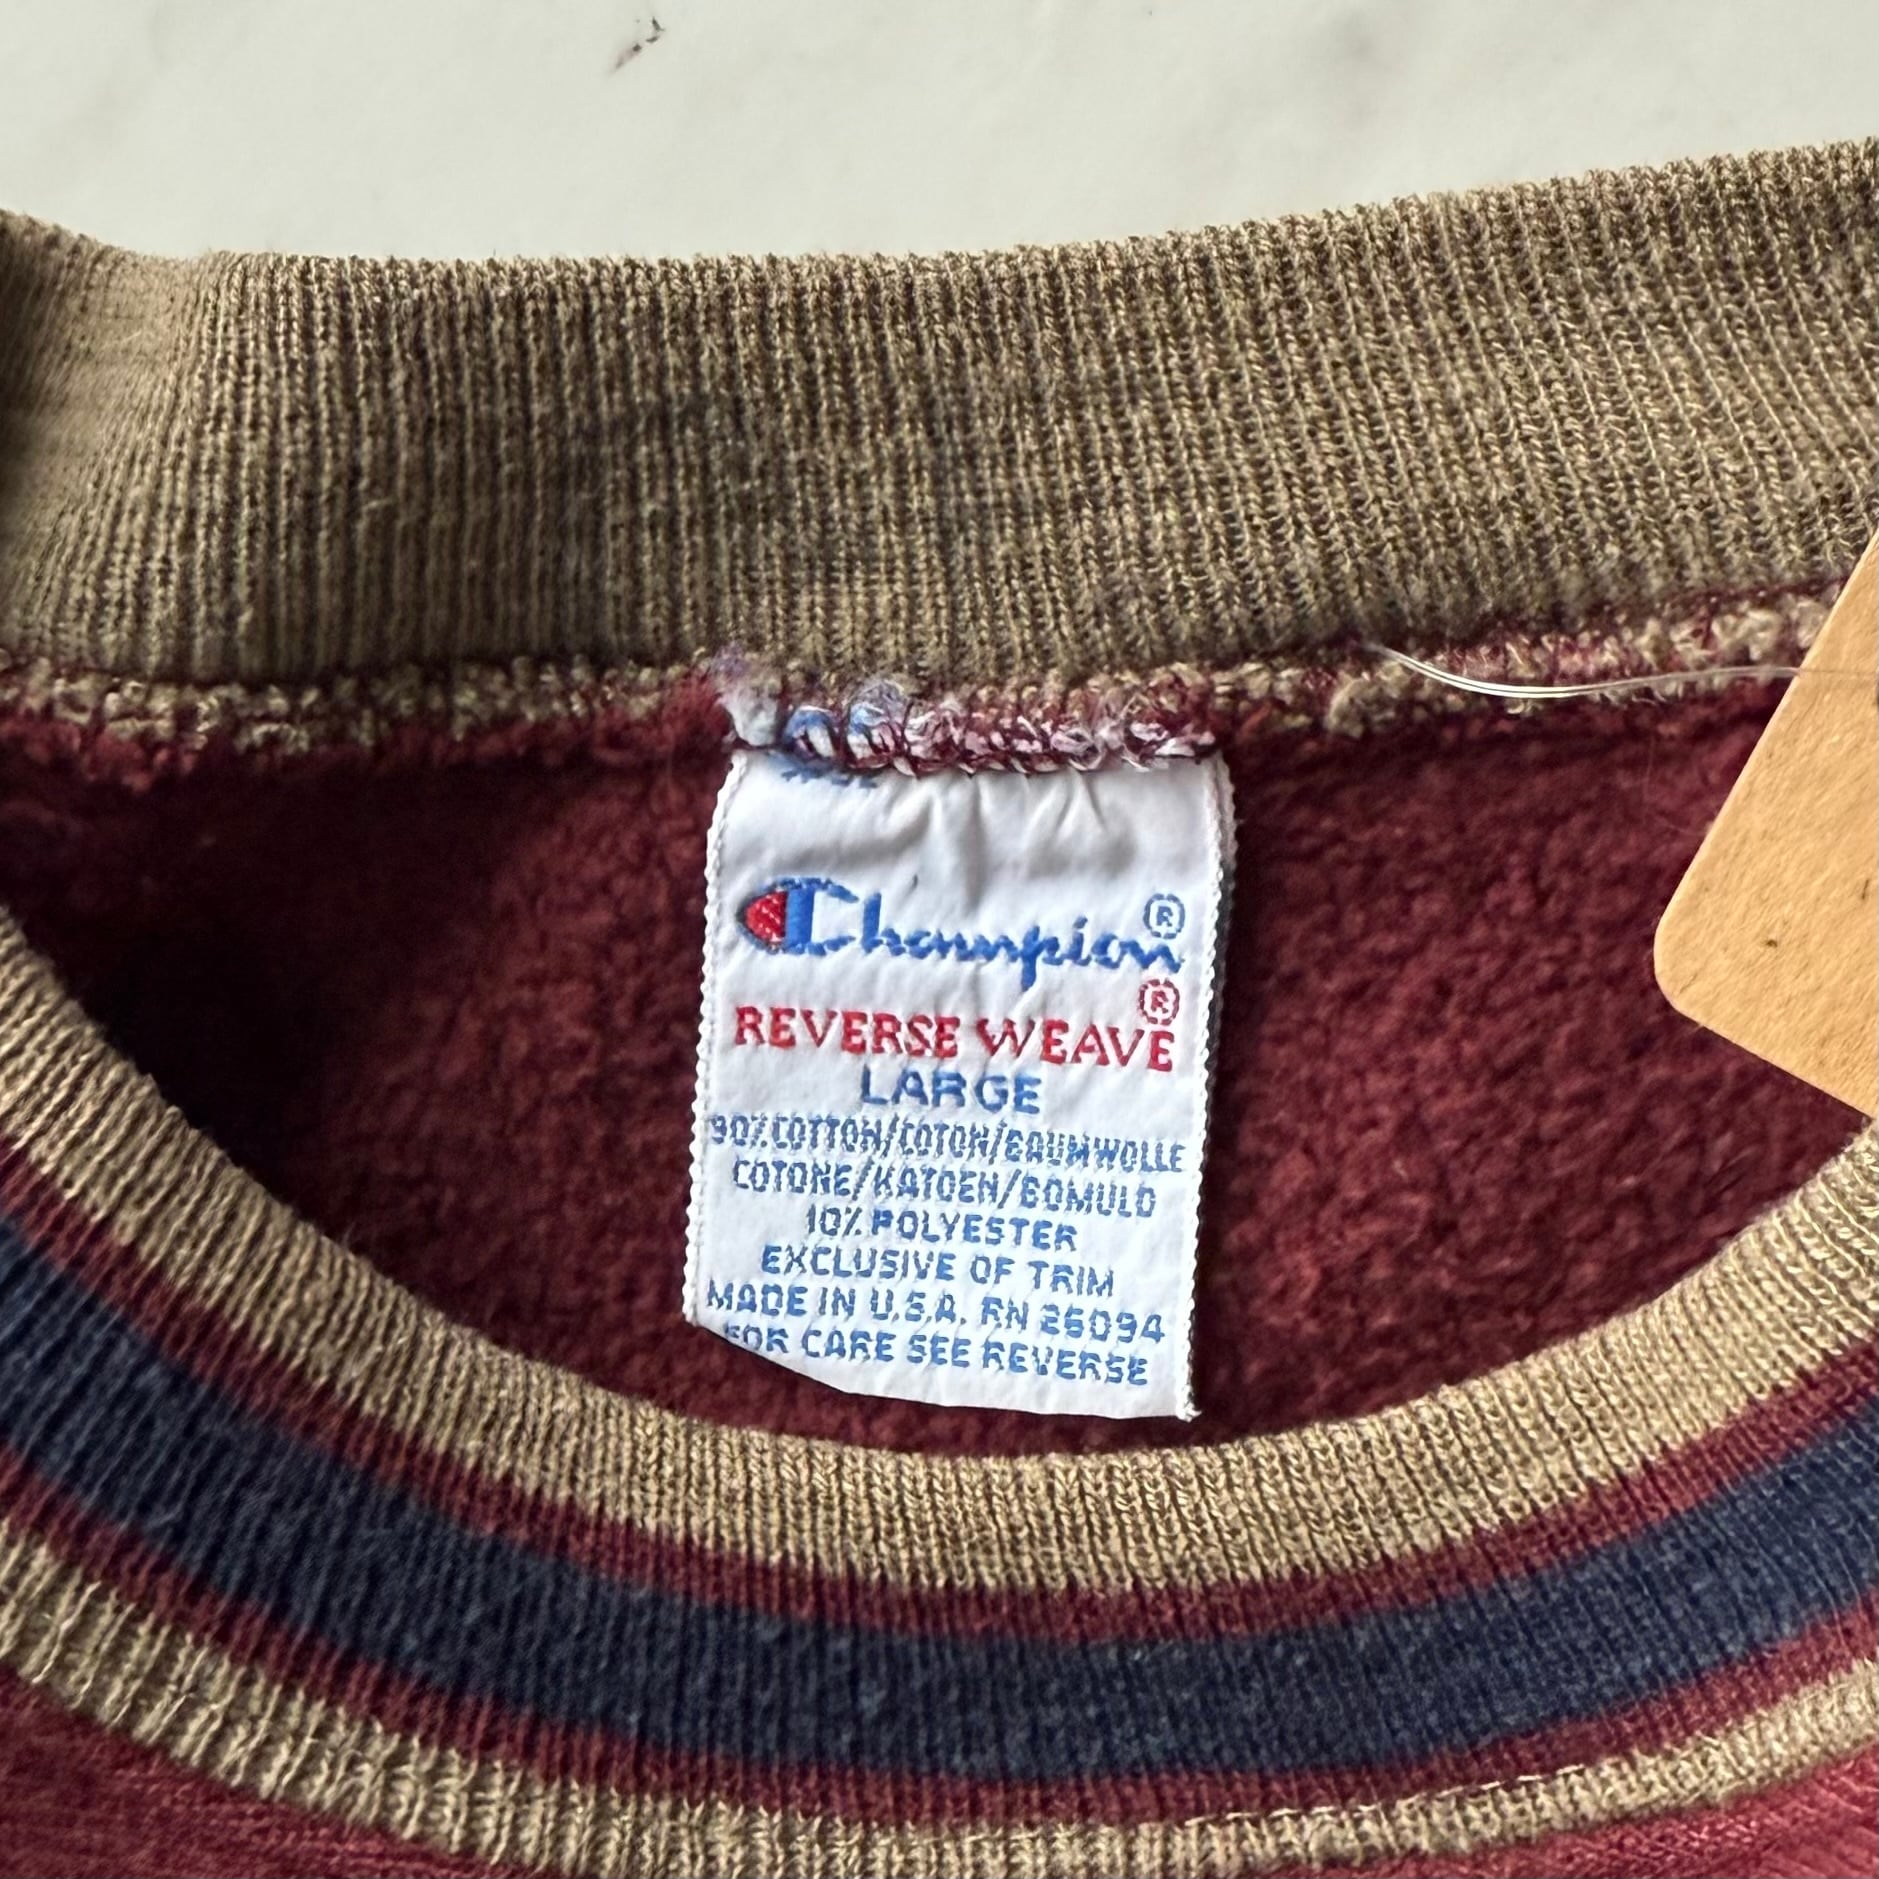 Champion®
REVERSE WEAVE®
LARGE
90% COTTON/COTON/BAUMWOLLE
COTONE/KATOEN/BOMULD
10% POLYESTER
EXCLUSIVE OF TRIM
MADE IN U.S.A. RN 26094
FOR CARE SEE REVERSE